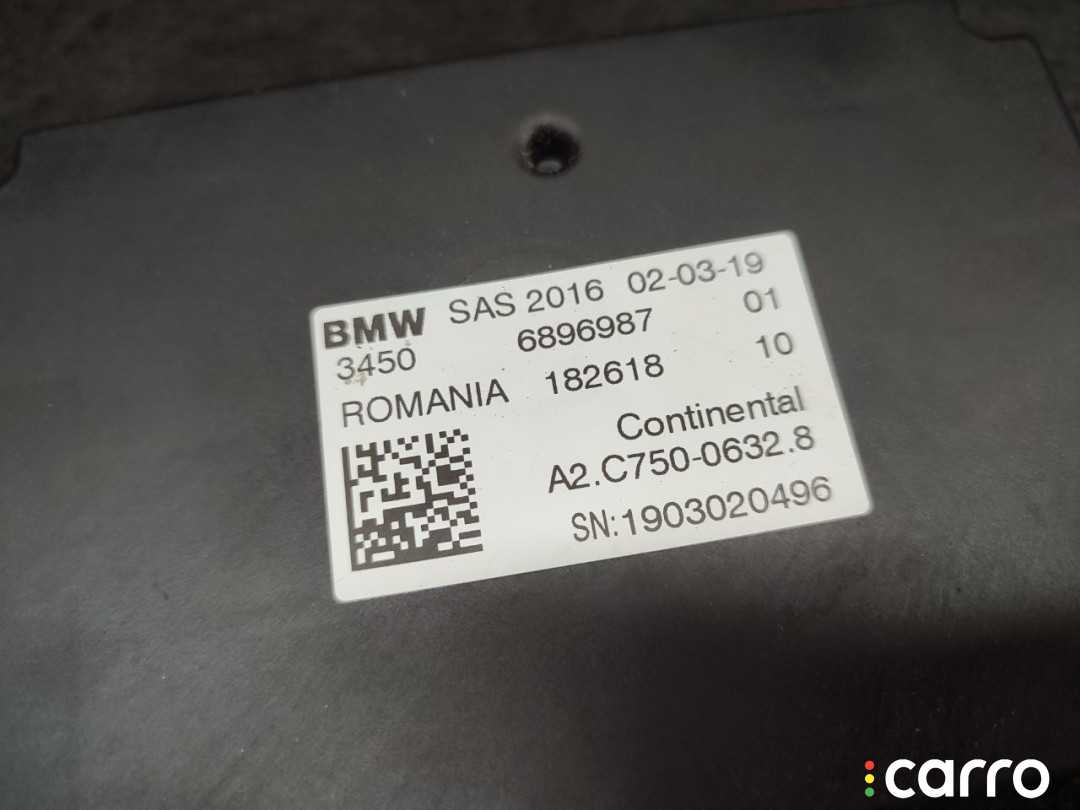 BMW SAS 2016 02-03-19
3450 6896987 01
ROMANIA 182618 10
Continental
A2.C750-0632.8
SN:1903020496
carro